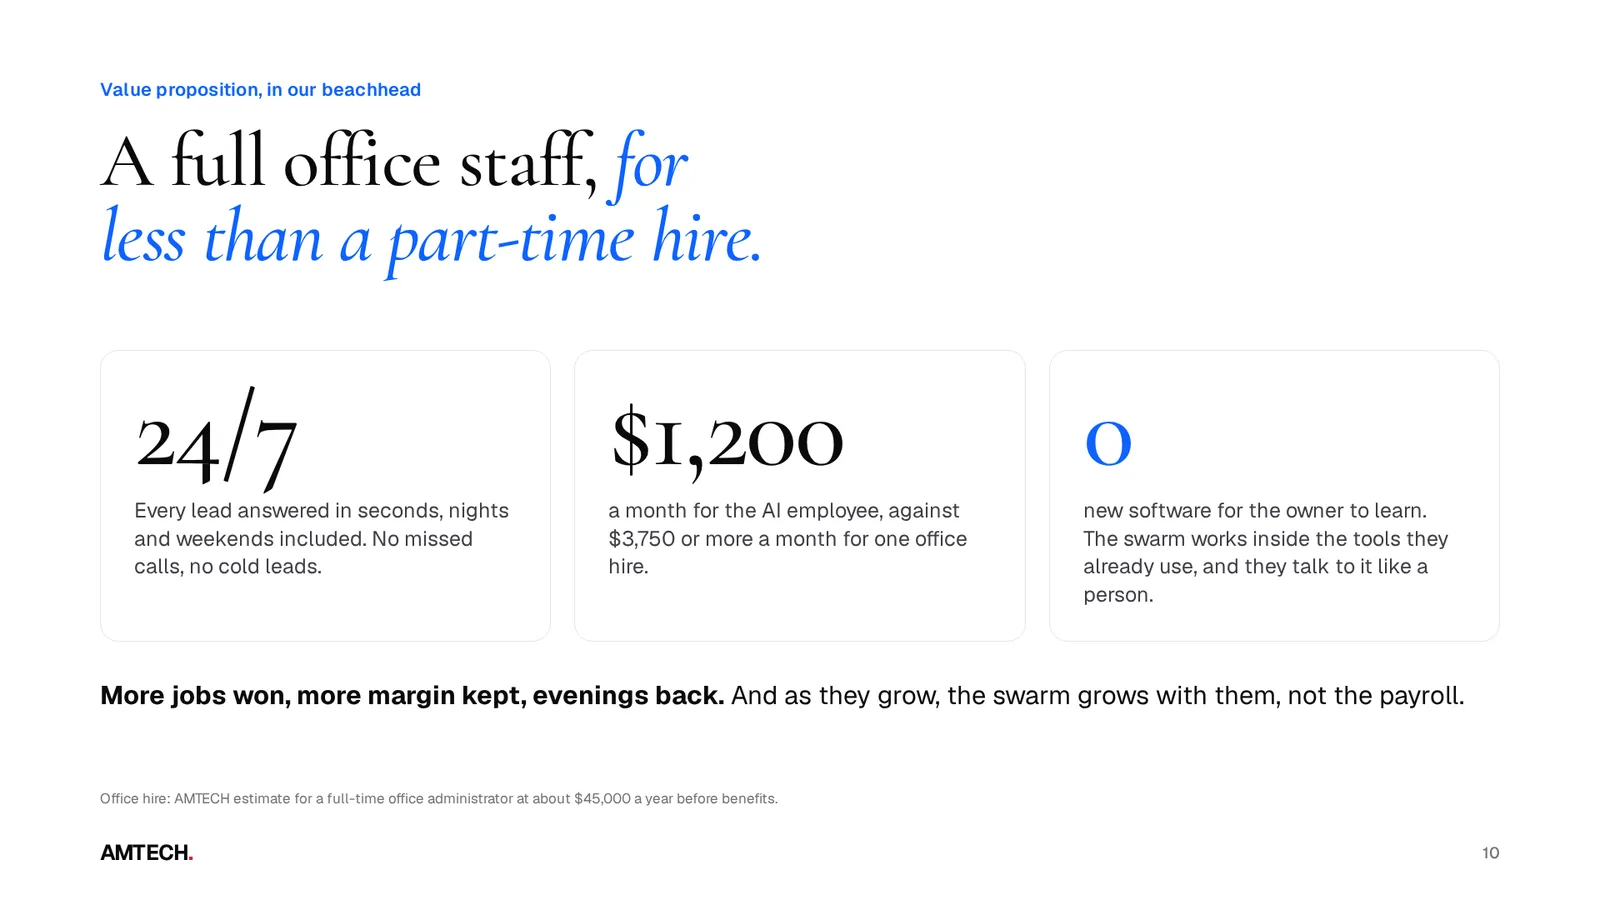 Value proposition, in our beachhead
A full office staff, for
less than a part-time hire.
24/7
Every lead answered in seconds, nights
and weekends included. No missed
calls, no cold leads.
$1,200
a month for the AI employee, against
$3,750 or more a month for one office
hire.
0
new software for the owner to learn.
The swarm works inside the tools they
already use, and they talk to it like a
person.
More jobs won, more margin kept, evenings back. And as they grow, the swarm grows with them, not the payroll.
Office hire: AMTECH estimate for a full-time office administrator at about $45,000 a year before benefits.
AMTECH.
10